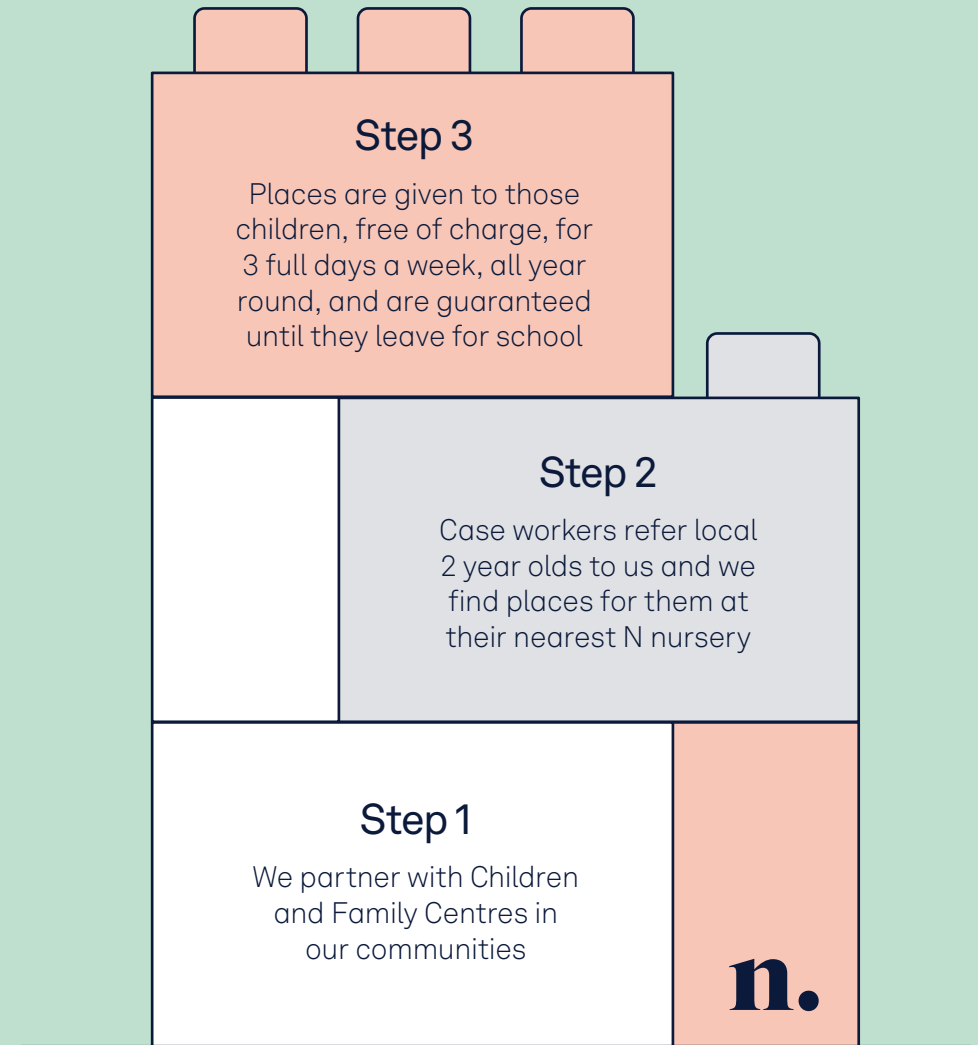 Step 3
Places are given to those
children, free of charge, for
3 full days a week, all year
round, and are guaranteed
until they leave for school
Step 2
Case workers refer local
2 year olds to us and we
find places for them at
their nearest N nursery
Step 1
We partner with Children
and Family Centres in
our communities
n.